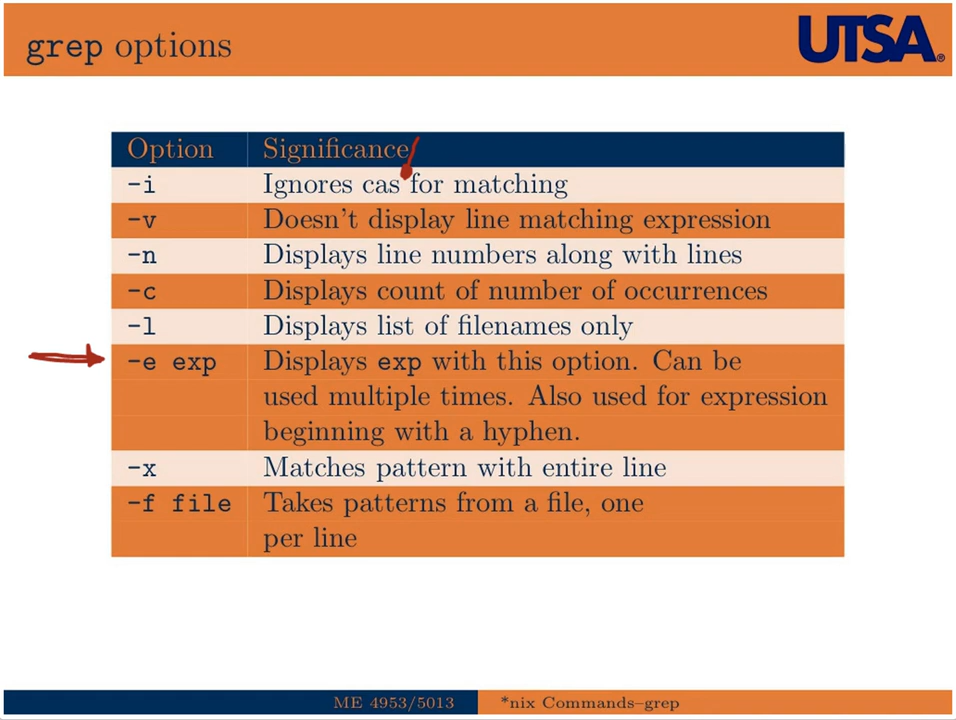 grep options
UTSA®
Option Significance
-i Ignores cas for matching
-v Doesn't display line matching expression
-n Displays line numbers along with lines
-c Displays count of number of occurrences
-l Displays list of filenames only
-e exp Displays exp with this option. Can be
used multiple times. Also used for expression
beginning with a hyphen.
-x Matches pattern with entire line
-f file Takes patterns from a file, one
per line
ME 4953/5013 *nix Commands–grep